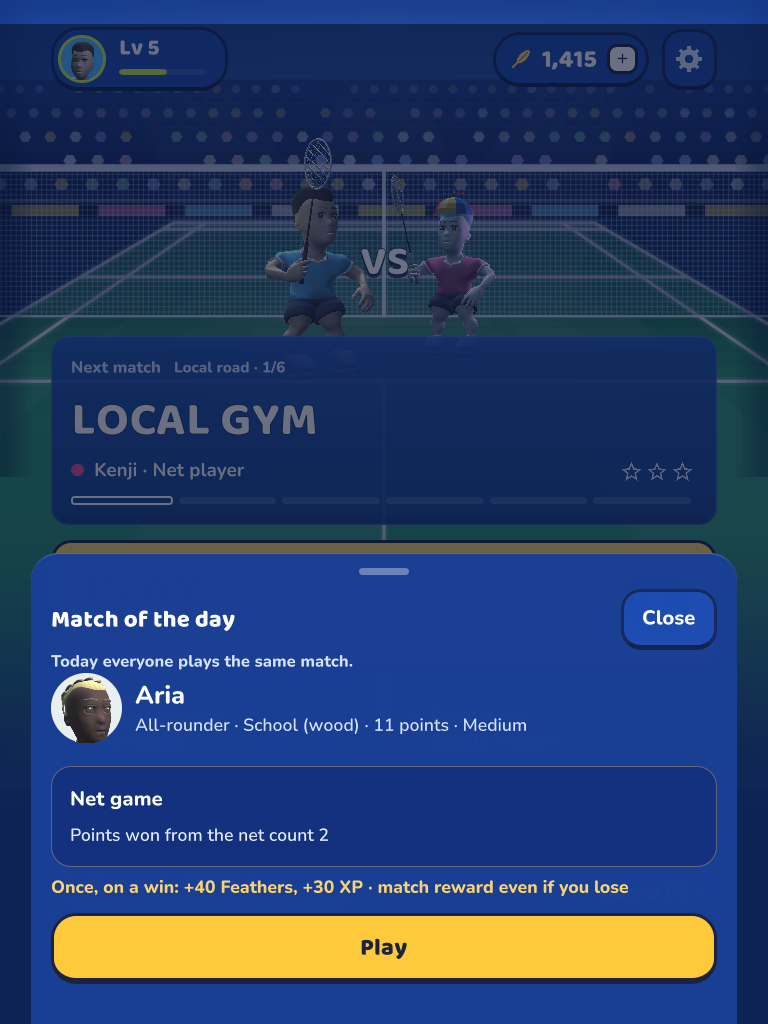 Lv 5
1,415
+
VS
Next match Local road · 1/6
LOCAL GYM
Kenji · Net player
Match of the day
Close
Today everyone plays the same match.
Aria
All-rounder · School (wood) · 11 points · Medium
Net game
Points won from the net count 2
Once, on a win: +40 Feathers, +30 XP · match reward even if you lose
Play